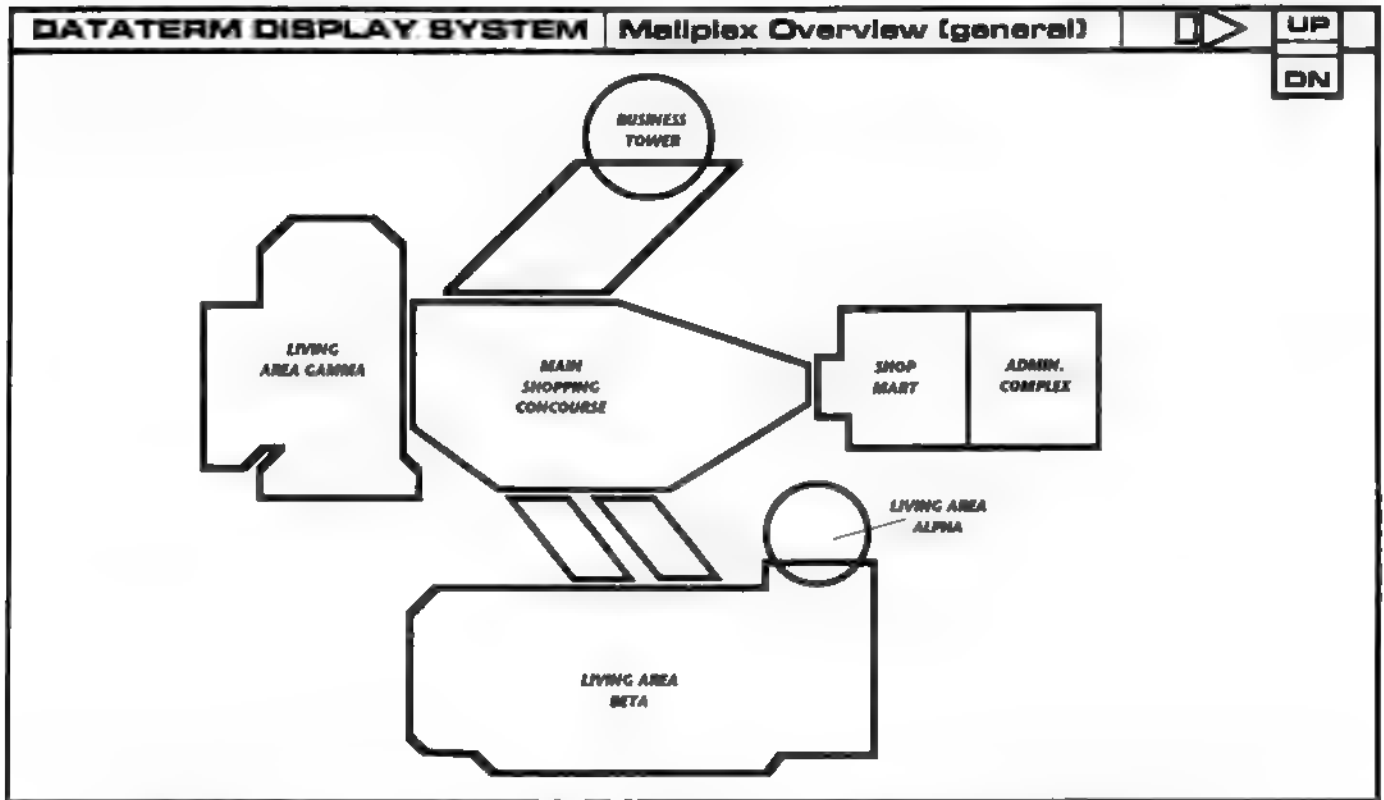 DATATERM DISPLAY SYSTEM
Mallplex Overview (general)
UP
DN
BUSINESS
TOWER
LIVING
AREA GAMMA
MAIN
SHOPPING
CONCOURSE
SHOP
MART
ADMIN.
COMPLEX
LIVING AREA
ALPHA
LIVING AREA
BETA